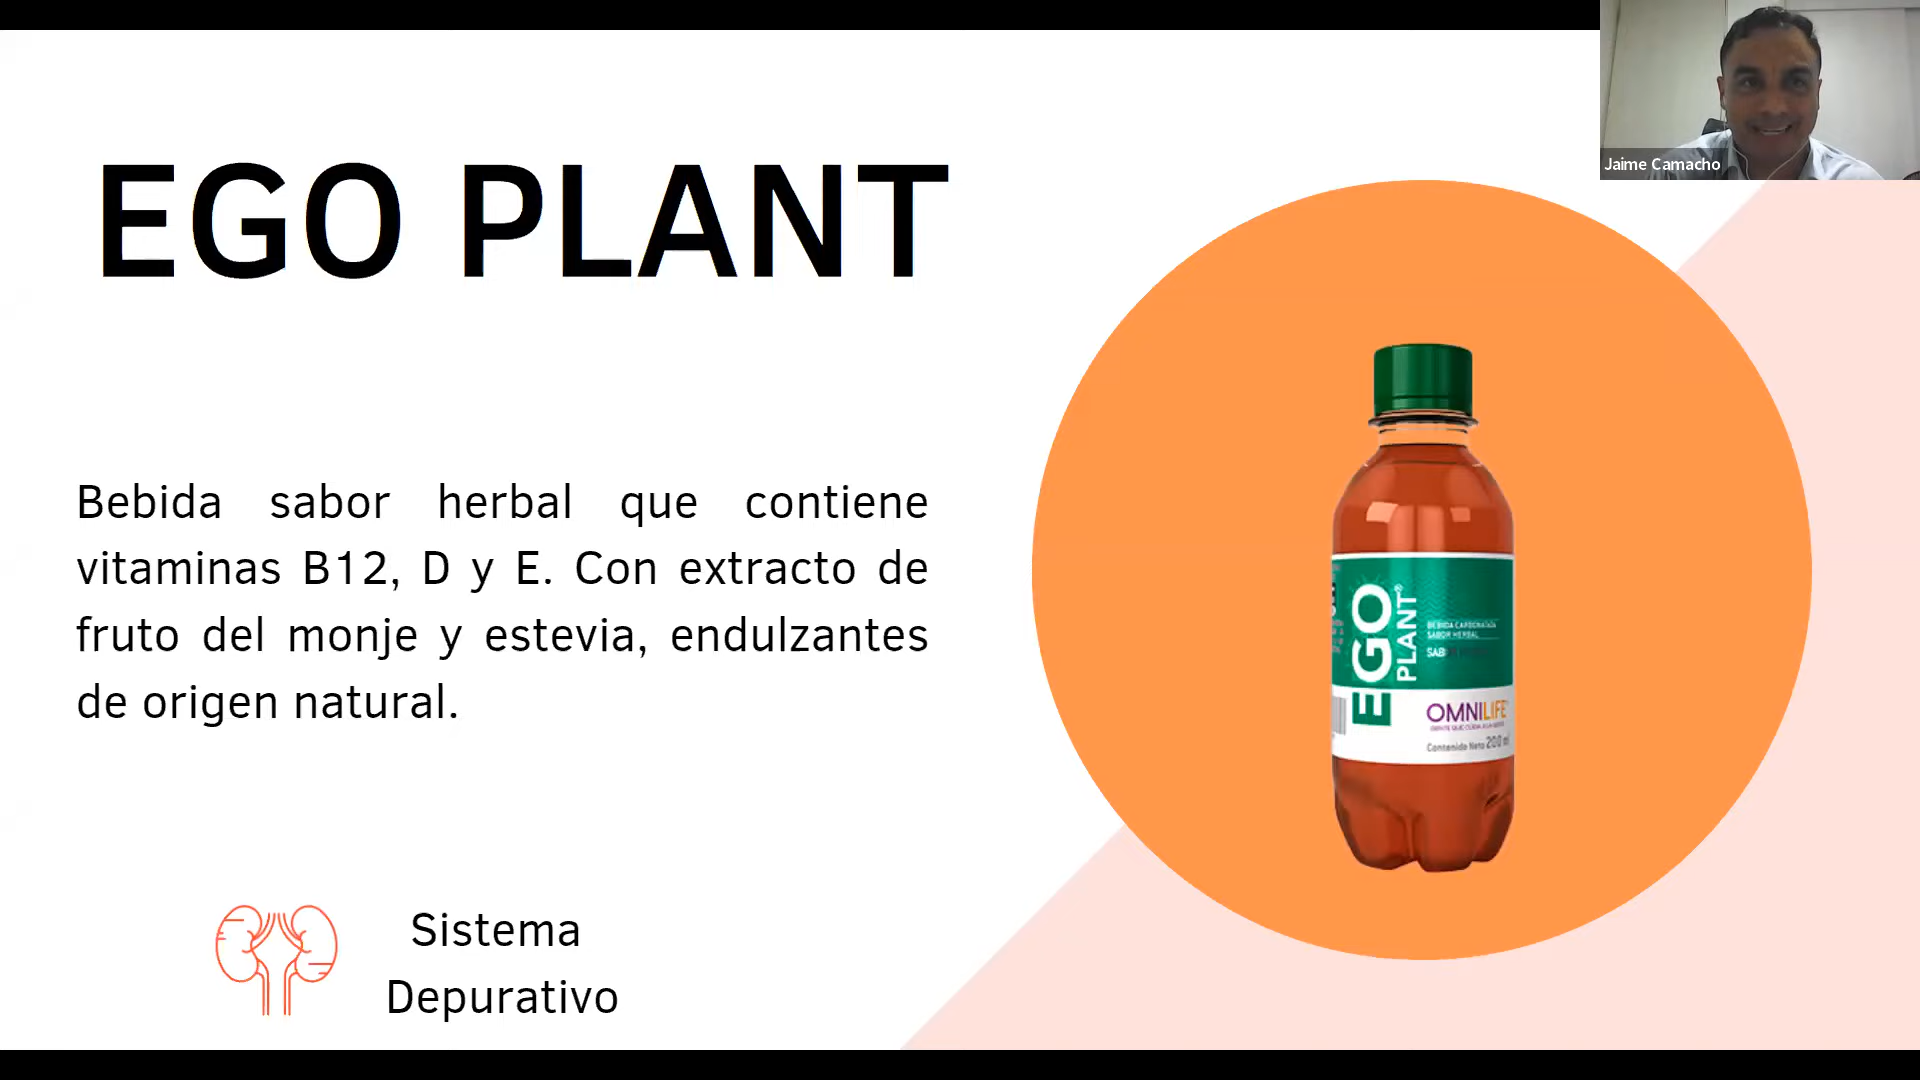 Jaime Camacho
EGO PLANT
Bebida sabor herbal que contiene
vitaminas B12, D y E. Con extracto de
fruto del monje y estevia, endulzantes
de origen natural.
Sistema
Depurativo
EGO
PLANT®
BEBIDA CARBONATADA
SABOR HERBAL
OMNILIFE
Contenido Neto 200 ml